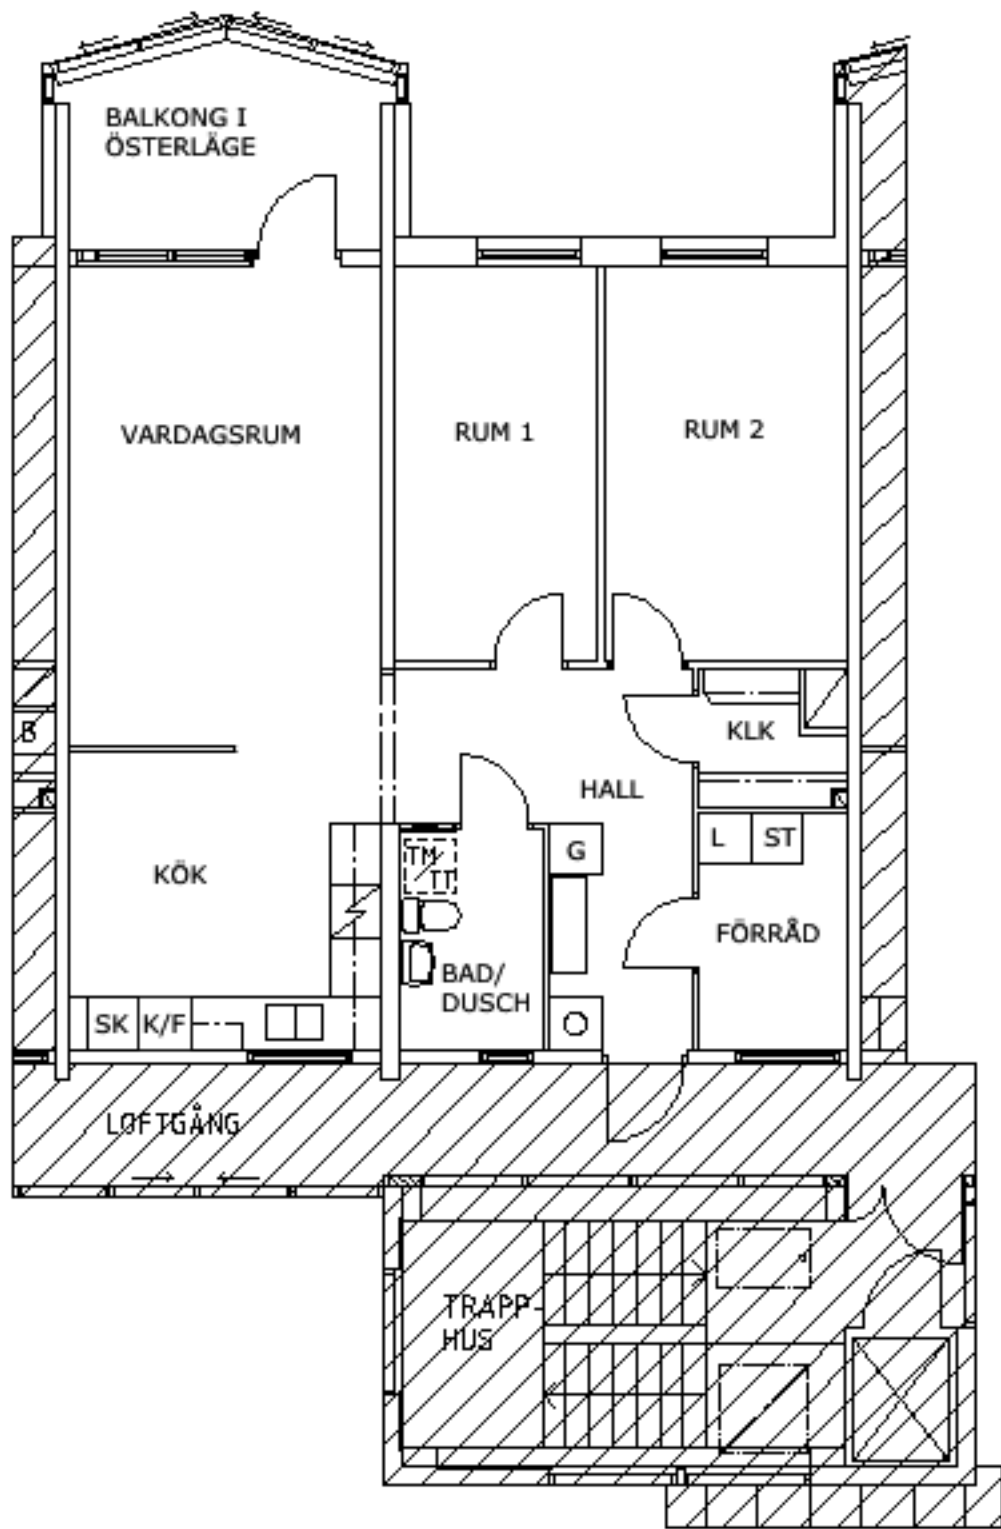 BALKONG I
ÖSTERLÄGE
VARDAGSRUM
RUM 1
RUM 2
B
KLK
HALL
KÖK
TM
TT
G
L
ST
FÖRRÅD
BAD/
DUSCH
SK
K/F
LOFTGÅNG
TRAPP-
HUS